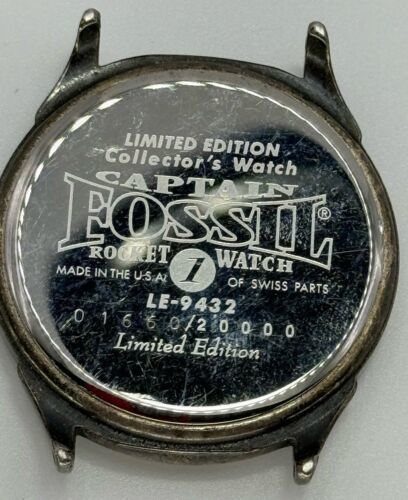 LIMITED EDITION
Collector's Watch
CAPTAIN
FOSSIL®
ROCKET 1 WATCH
MADE IN THE U.S.A. OF SWISS PARTS
LE-9432
01660/20000
Limited Edition